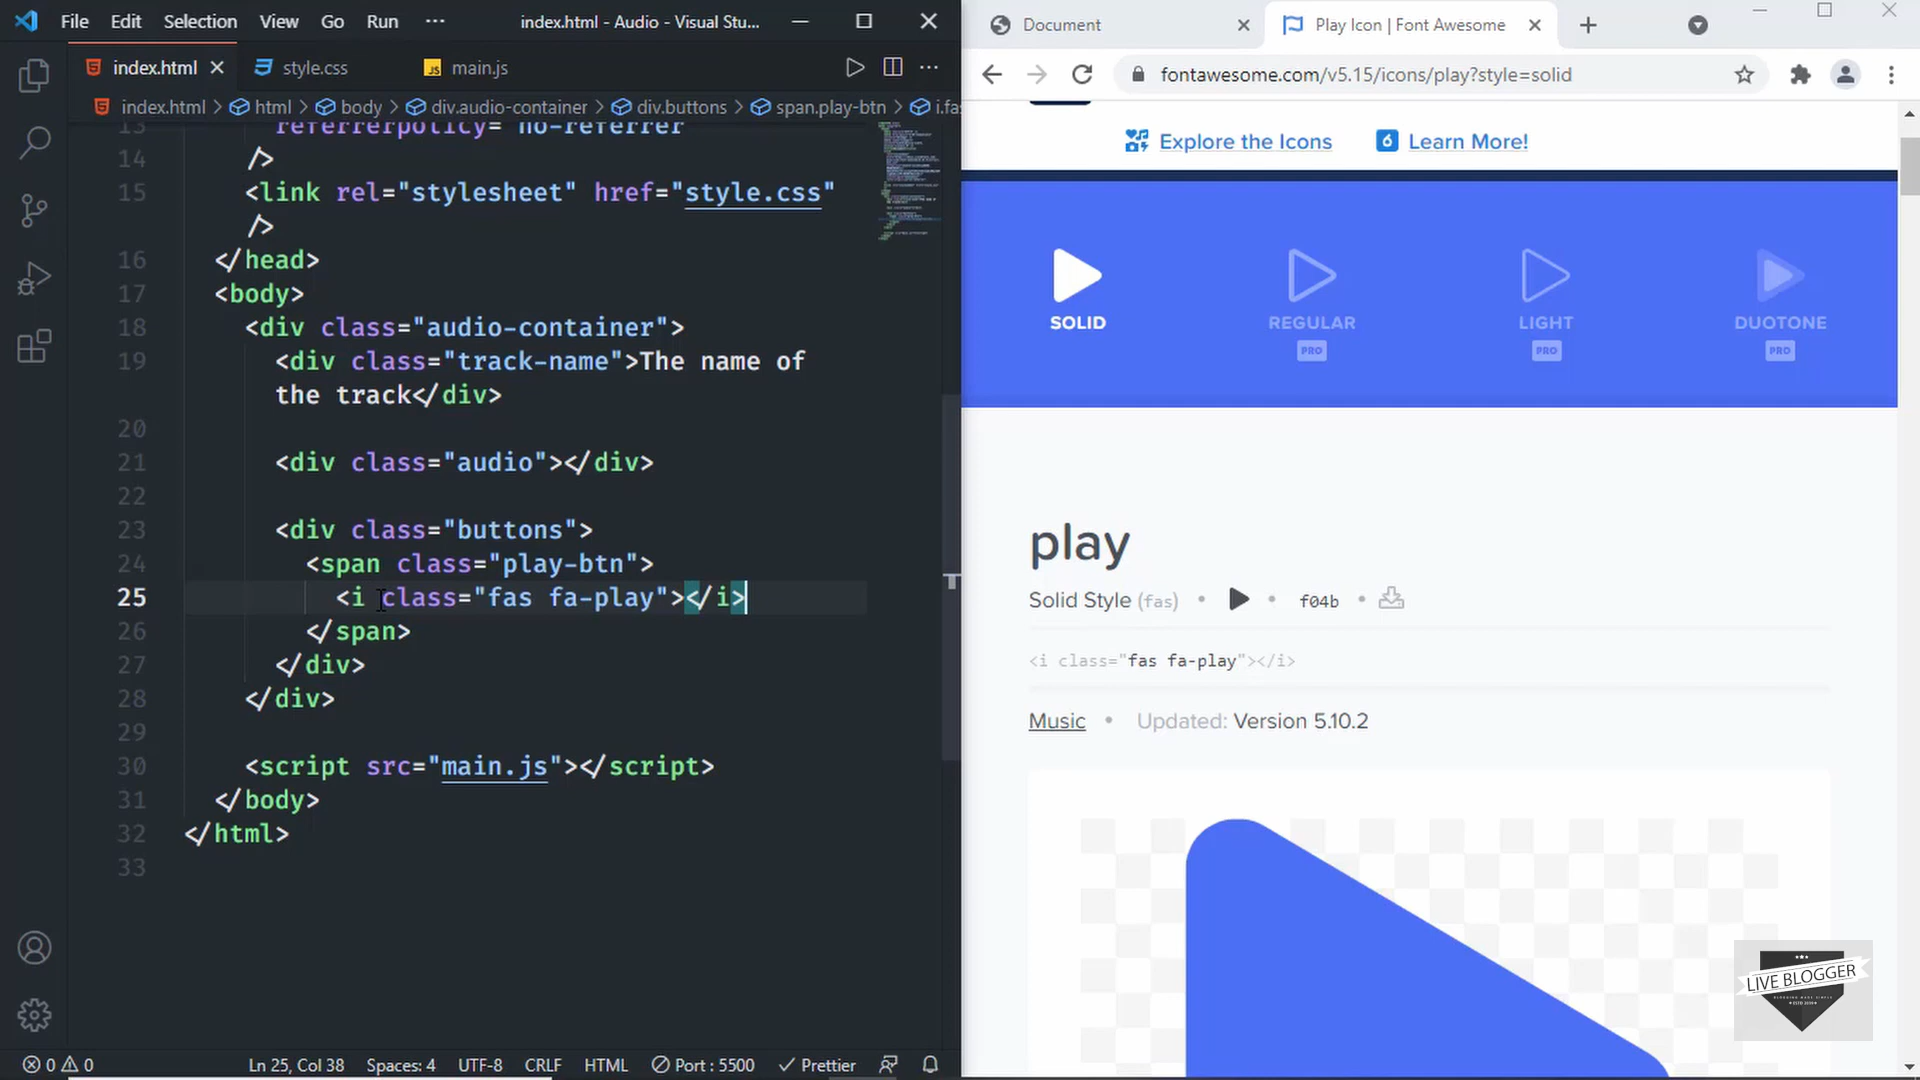 File Edit Selection View Go Run ··· index.html - Audio - Visual Stu...
index.html style.css main.js
index.html > html > body > div.audio-container > div.buttons > span.play-btn > i.fa
13 referrerpolicy="no-referrer"
14 />
15 <link rel="stylesheet" href="style.css"
/>
16 </head>
17 <body>
18 <div class="audio-container">
19 <div class="track-name">The name of
the track</div>
20
21 <div class="audio"></div>
22
23 <div class="buttons">
24 <span class="play-btn">
25 <i class="fas fa-play"></i>
26 </span>
27 </div>
28 </div>
29
30 <script src="main.js"></script>
31 </body>
32 </html>
33
0 0 Ln 25, Col 38 Spaces: 4 UTF-8 CRLF HTML Port : 5500 Prettier
Document Play Icon | Font Awesome
fontawesome.com/v5.15/icons/play?style=solid
Explore the Icons 6 Learn More!
SOLID REGULAR LIGHT DUOTONE
PRO PRO PRO
play
Solid Style (fas) • • f04b •
<i class="fas fa-play"></i>
Music • Updated: Version 5.10.2
LIVE BLOGGER